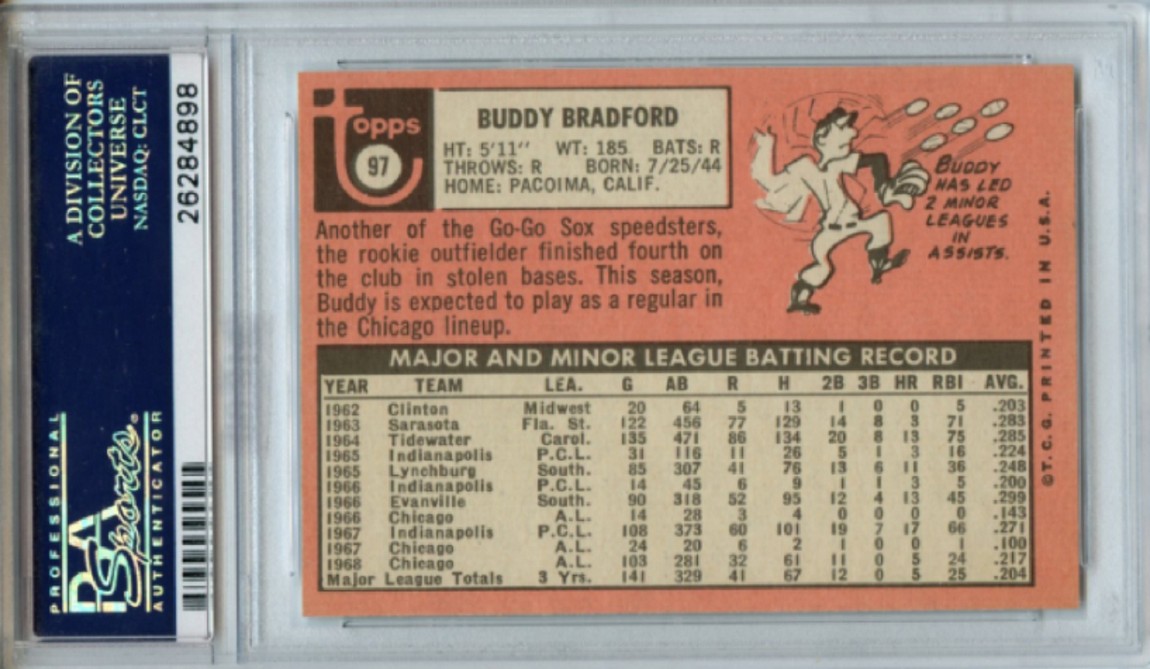 A DIVISION OF
COLLECTORS
UNIVERSE
NASDAQ: CLCT
26284898
PROFESSIONAL
PSA
Sports
AUTHENTICATOR
Topps
97
BUDDY BRADFORD
HT: 5'11'' WT: 185 BATS: R
THROWS: R BORN: 7/25/44
HOME: PACOIMA, CALIF.
Another of the Go-Go Sox speedsters,
the rookie outfielder finished fourth on
the club in stolen bases. This season,
Buddy is expected to play as a regular in
the Chicago lineup.
BUDDY
HAS LED
2 MINOR
LEAGUES
IN
ASSISTS.
MAJOR AND MINOR LEAGUE BATTING RECORD
YEAR TEAM LEA. G AB R H 2B 3B HR RBI AVG.
1962 Clinton Midwest 20 64 5 13 1 0 0 5 .203
1963 Sarasota Fla. St. 122 456 77 129 14 8 3 71 .283
1964 Tidewater Carol. 135 471 86 134 20 8 13 75 .285
1965 Indianapolis P.C.L. 31 116 11 26 5 1 3 16 .224
1965 Lynchburg South. 85 307 41 76 13 6 11 36 .248
1966 Indianapolis P.C.L. 14 45 6 9 1 1 3 5 .200
1966 Evanville South. 90 318 52 95 12 4 13 45 .299
1966 Chicago A.L. 14 28 3 4 0 0 0 0 .143
1967 Indianapolis P.C.L. 108 373 60 101 19 7 17 66 .271
1967 Chicago A.L. 24 20 6 2 1 0 0 1 .100
1968 Chicago A.L. 103 281 32 61 11 0 5 24 .217
Major League Totals 3 Yrs. 141 329 41 67 12 0 5 25 .204
©T.C.G. PRINTED IN U.S.A.